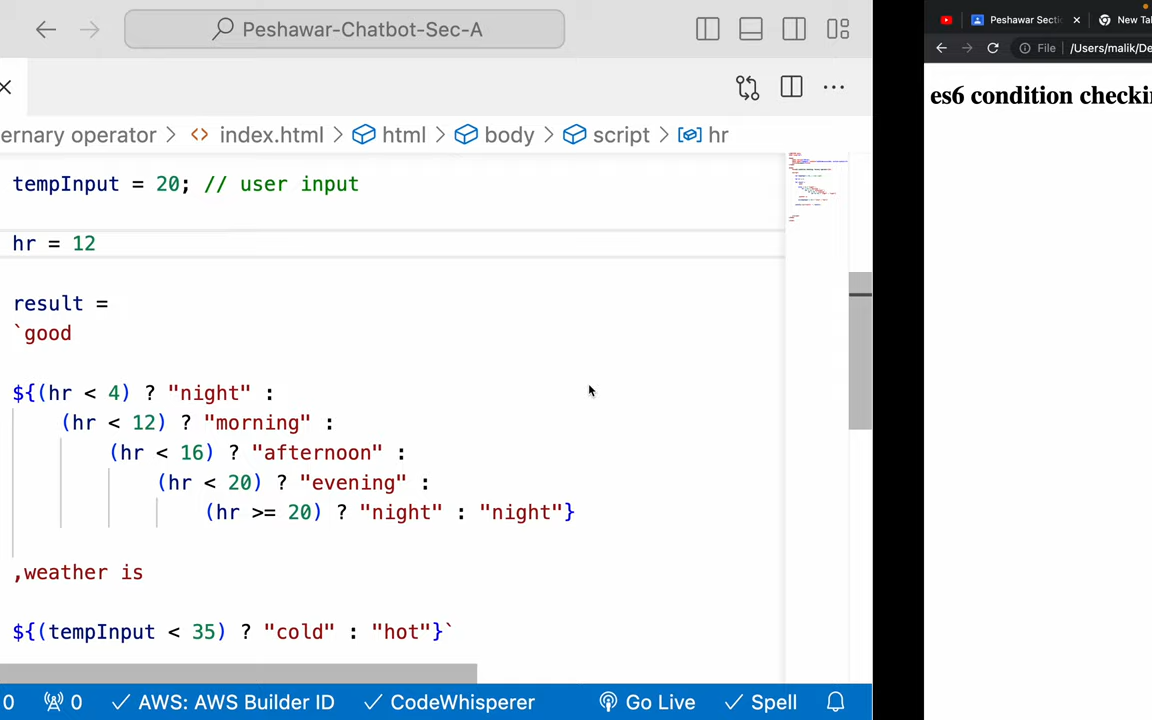 Peshawar-Chatbot-Sec-A
ernary operator > <> index.html > html > body > script > hr
tempInput = 20; // user input
hr = 12
result =
`good
${(hr < 4) ? "night" :
(hr < 12) ? "morning" :
(hr < 16) ? "afternoon" :
(hr < 20) ? "evening" :
(hr >= 20) ? "night" : "night"}
,weather is
${(tempInput < 35) ? "cold" : "hot"}`
0 0 AWS: AWS Builder ID CodeWhisperer Go Live Spell
Peshawar Secti New Ta
File /Users/malik/De
es6 condition checkin